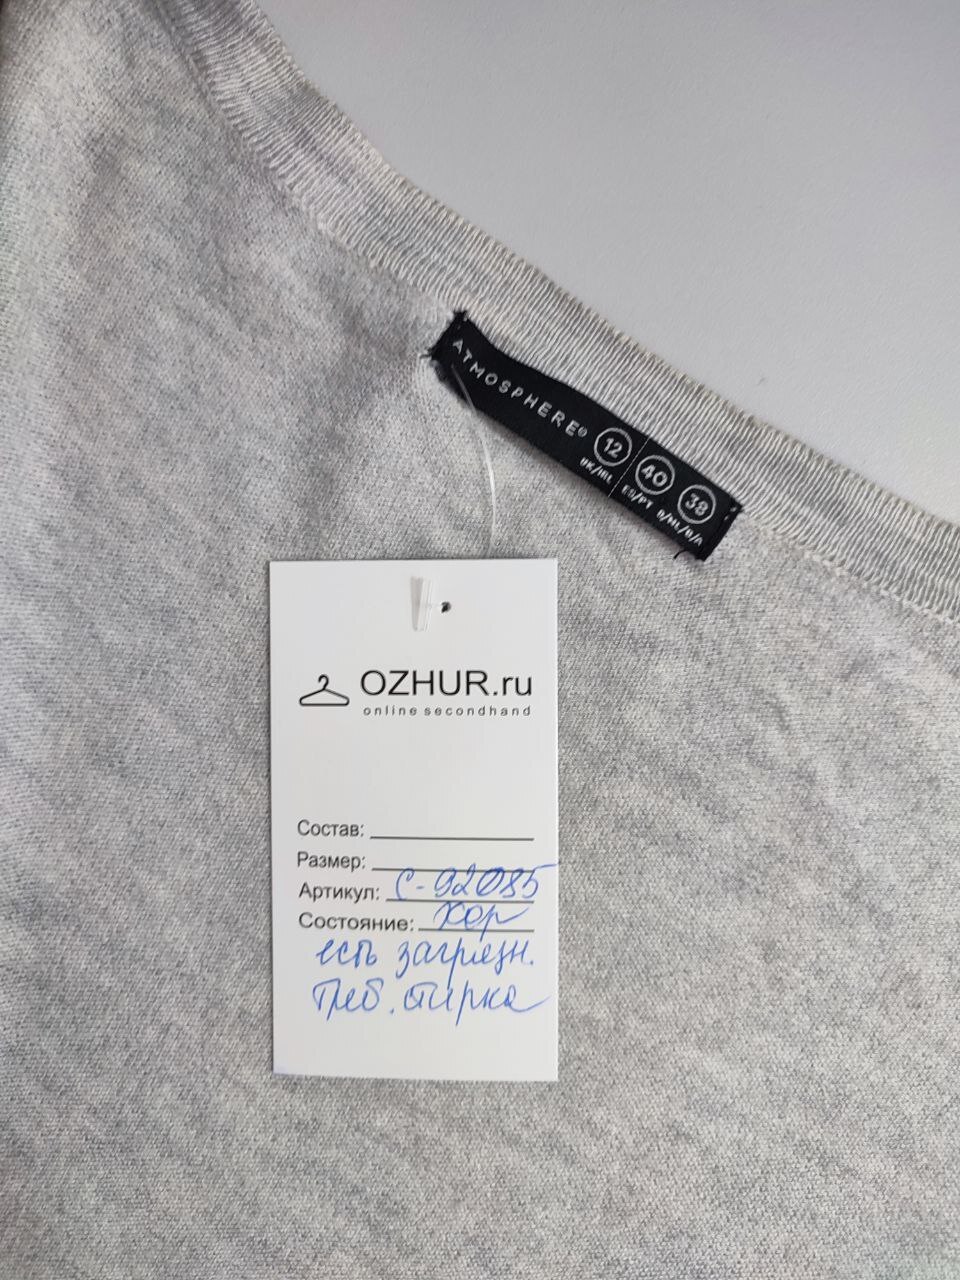 ATMOSPHERE®
12 40 38
UK/IRL ES/PT D/NL/B/A
OZHUR.ru
online secondhand
Состав:
Размер:
Артикул: С-92085
Состояние: Хор
есть загрязн.
Треб. стирка